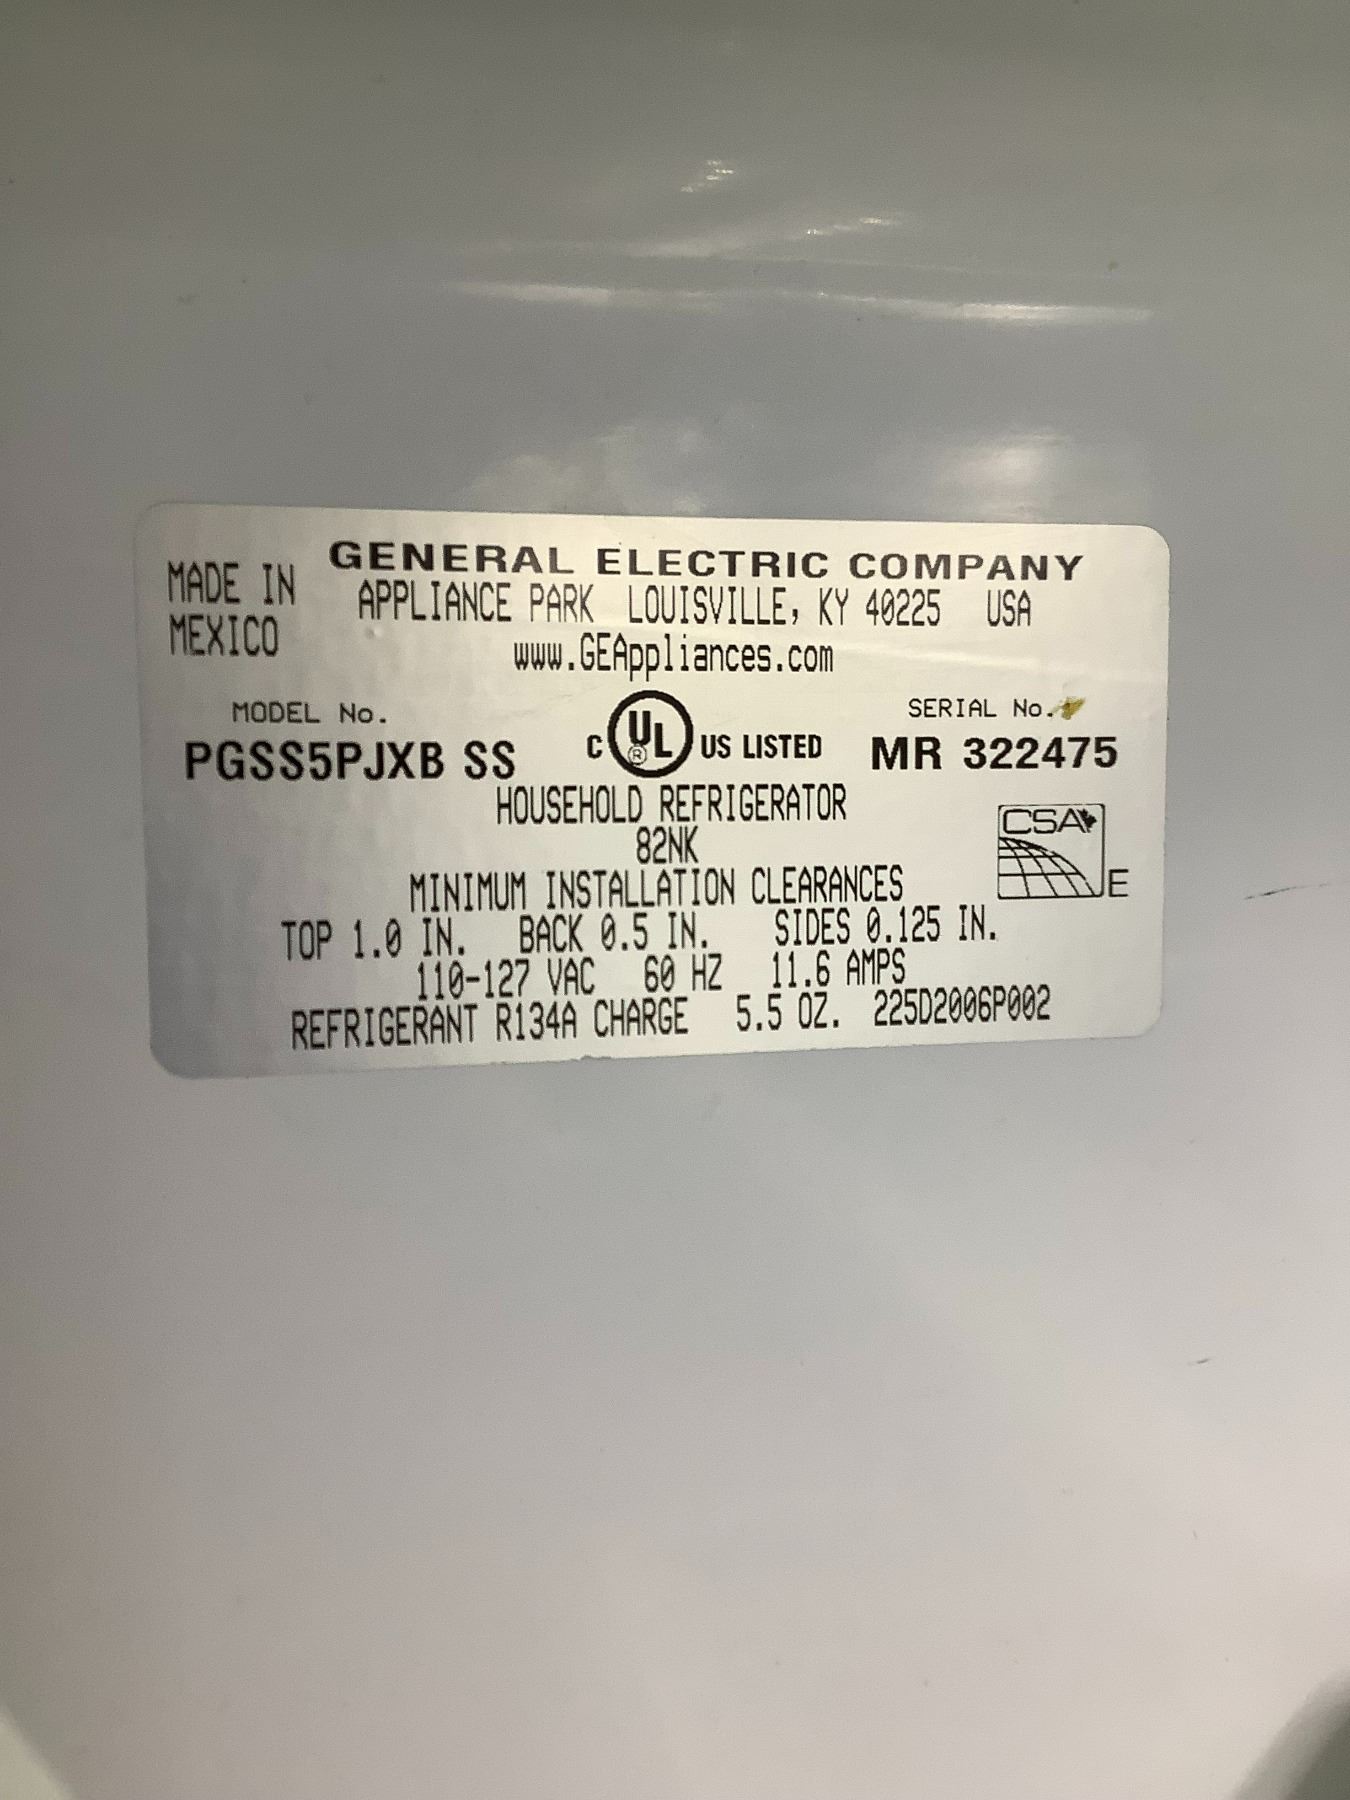 MADE IN
MEXICO
GENERAL ELECTRIC COMPANY
APPLIANCE PARK LOUISVILLE, KY 40225 USA
www.GEAppliances.com
MODEL No.
PGSS5PJXB SS
C UL ® US LISTED
SERIAL No.
MR 322475
HOUSEHOLD REFRIGERATOR
82NK
CSA
E
MINIMUM INSTALLATION CLEARANCES
TOP 1.0 IN. BACK 0.5 IN. SIDES 0.125 IN.
110-127 VAC 60 HZ 11.6 AMPS
REFRIGERANT R134A CHARGE 5.5 OZ. 225D2006P002